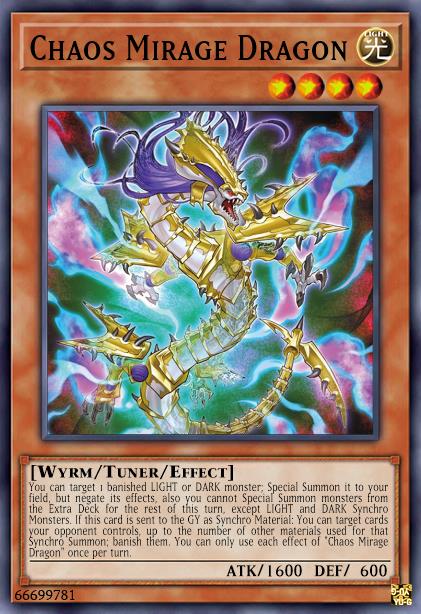 CHAOS MIRAGE DRAGON
LIGHT
光
[WYRM/TUNER/EFFECT]
You can target 1 banished LIGHT or DARK monster; Special Summon it to your
field, but negate its effects, also you cannot Special Summon monsters from
the Extra Deck for the rest of this turn, except LIGHT and DARK Synchro
Monsters. If this card is sent to the GY as Synchro Material: You can target cards
your opponent controls, up to the number of other materials used for that
Synchro Summon; banish them. You can only use each effect of "Chaos Mirage
Dragon" once per turn.
ATK/1600 DEF/ 600
66699781